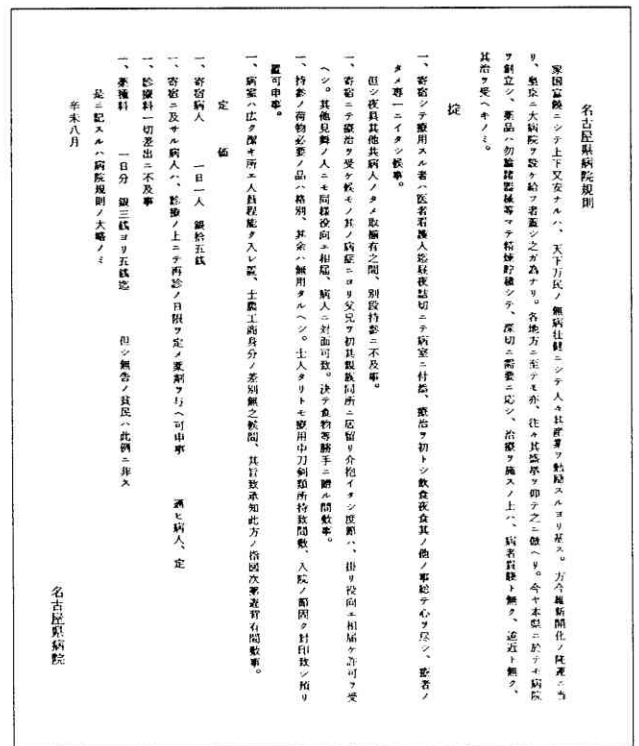 名古屋県病院規則
家国富饒ニシテ上下又安ナルハ、天下万民ノ無病壮健ニシテ人々其産業ヲ勉励スルヨリ基ス。方今維新開化ノ隆運ニ当
リ、皇京ニ大病院ヲ設ケ給フ者蓋シ之ガ為ナリ。各地方ニ至テモ亦、往々其盛挙ヲ仰テ之ニ倣ヘリ。今ヤ本県ニ於テモ病院
ヲ創立シ、薬品ハ勿論諸器械等マテ精煉貯蔵シテ、深切ニ需要ニ応シ、治療ヲ施スノ上ハ、病者貧賤ト無ク、遠近ト無ク、
其治ヲ受ヘキノミ。
掟
一、寄宿シテ療用スル者ハ医者看護人迄昼夜詰切ニテ病室ニ付添、療治ヲ初トシ飲食夜食其ノ他ノ事総テ心ヲ尽シ、療者ノ
タメ専一ニイタシ候事。
但シ夜具其他共病人ノタメ取揃有之間、別段持参ニ不及事。
一、寄宿ニテ療治ヲ受ケ候モノ其ノ病症ニヨリ父兄ヲ初其親族同所ニ居留リ介抱イタシ度節ハ、掛リ役向エ相届ケ許可ヲ受
ヘシ。其他見舞ノ人ニモ同様役向エ相届、病人ニ対面可致。決テ食物等勝手ニ贈ル間敷事。
一、持参ノ荷物必要ノ品ハ格別、其余ハ無用タルヘシ。士人タリトモ療用中刀剣類所持致間敷、入院ノ節固ク封印致シ預リ
置可申事。
一、病室ハ広ク潔キ所エ人員程能ク入レ置、士農工商身分ノ差別無之候間、其旨致承知此方ノ指図次第違背有間敷事。
定　価
一、寄宿病人　一日一人　銀拾五銭
一、寄宿ニ及サル病人ハ、診療ノ上ニテ再診ノ日限ヲ定メ薬剤ヲ与ヘ可申事　通ヒ病人、定
一、診療料一切差出ニ不及事
一、薬種料　一日分　銀三銭ヨリ五銭迄　但シ無告ノ貧民ハ此例ニ非ス
是ニ記スルハ病院規則ノ大略ノミ
辛未八月
名古屋県病院